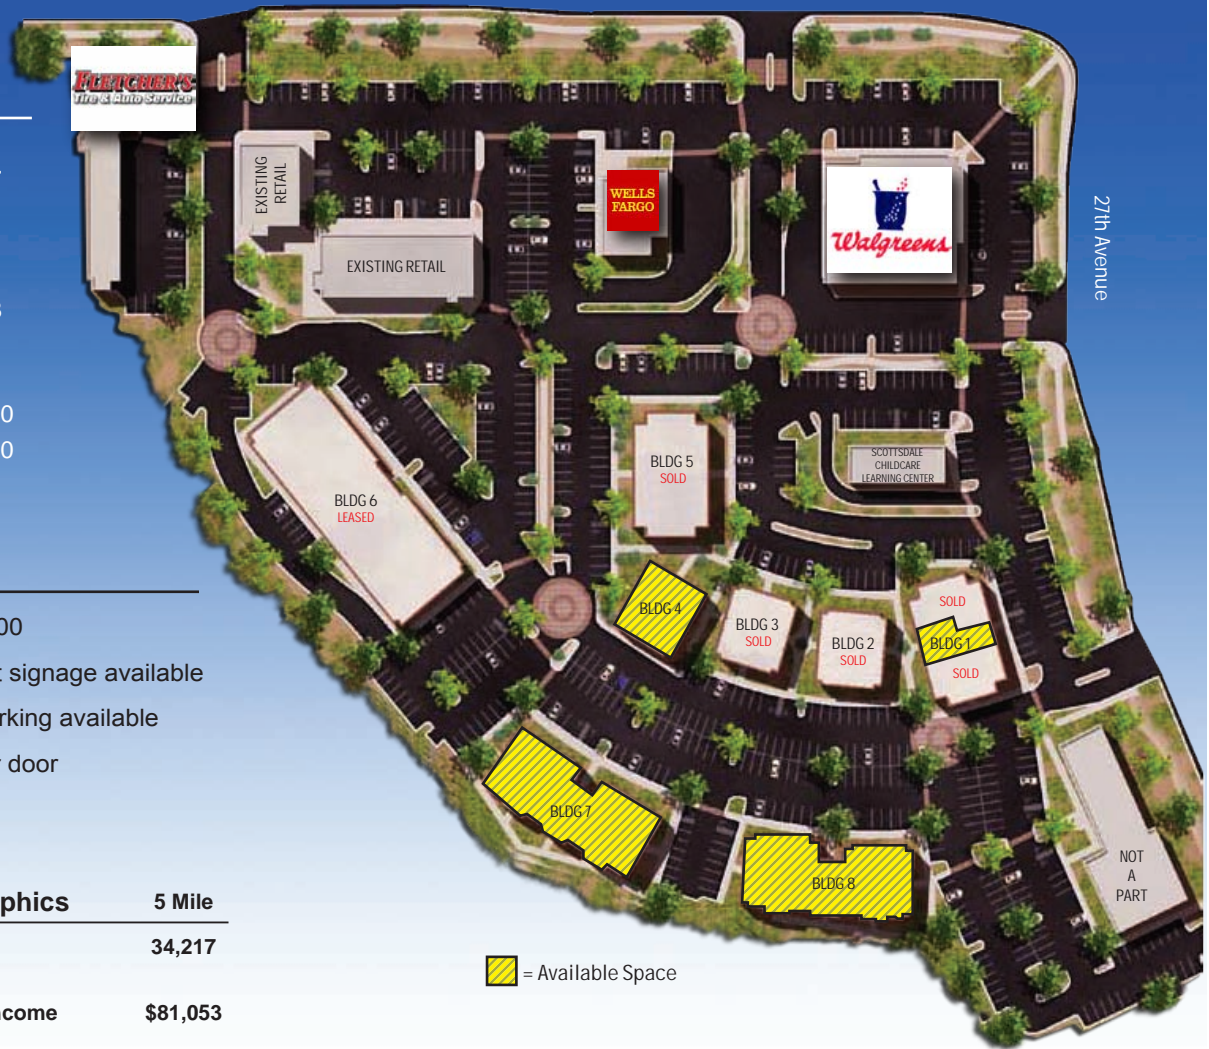 FLETCHER'S
Tire & Auto Service
EXISTING
RETAIL
EXISTING RETAIL
WELLS
FARGO
Walgreens
27th Avenue
0
0
BLDG 5
SOLD
SCOTTSDALE
CHILDCARE
LEARNING CENTER
BLDG 6
LEASED
BLDG 4
BLDG 3
SOLD
BLDG 2
SOLD
SOLD
BLDG 1
SOLD
00
t signage available
rking available
r door
BLDG 7
BLDG 8
NOT
A
PART
phics 5 Mile
34,217
ncome $81,053
= Available Space